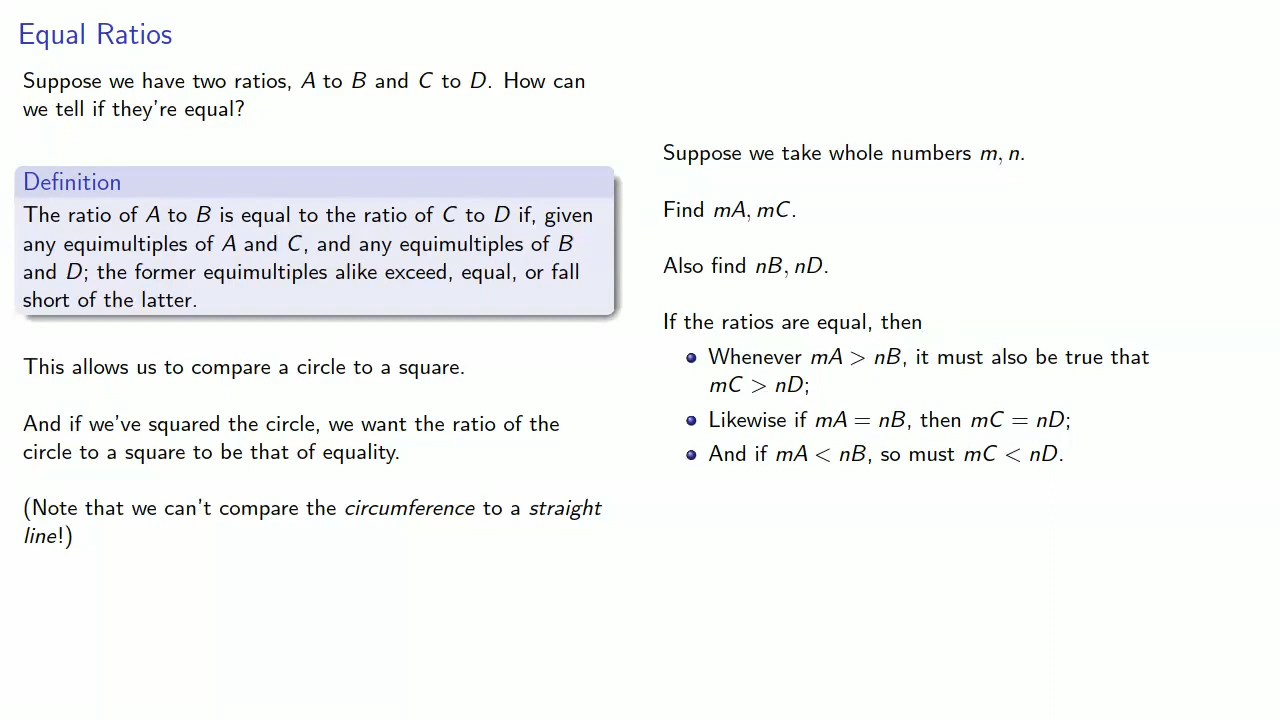 Equal Ratios
Suppose we have two ratios, A to B and C to D. How can
we tell if they're equal?
Definition
The ratio of A to B is equal to the ratio of C to D if, given
any equimultiples of A and C, and any equimultiples of B
and D; the former equimultiples alike exceed, equal, or fall
short of the latter.
This allows us to compare a circle to a square.
And if we've squared the circle, we want the ratio of the
circle to a square to be that of equality.
(Note that we can't compare the circumference to a straight
line!)
Suppose we take whole numbers m, n.
Find mA, mC.
Also find nB, nD.
If the ratios are equal, then
Whenever mA > nB, it must also be true that
mC > nD;
Likewise if mA = nB, then mC = nD;
And if mA < nB, so must mC < nD.